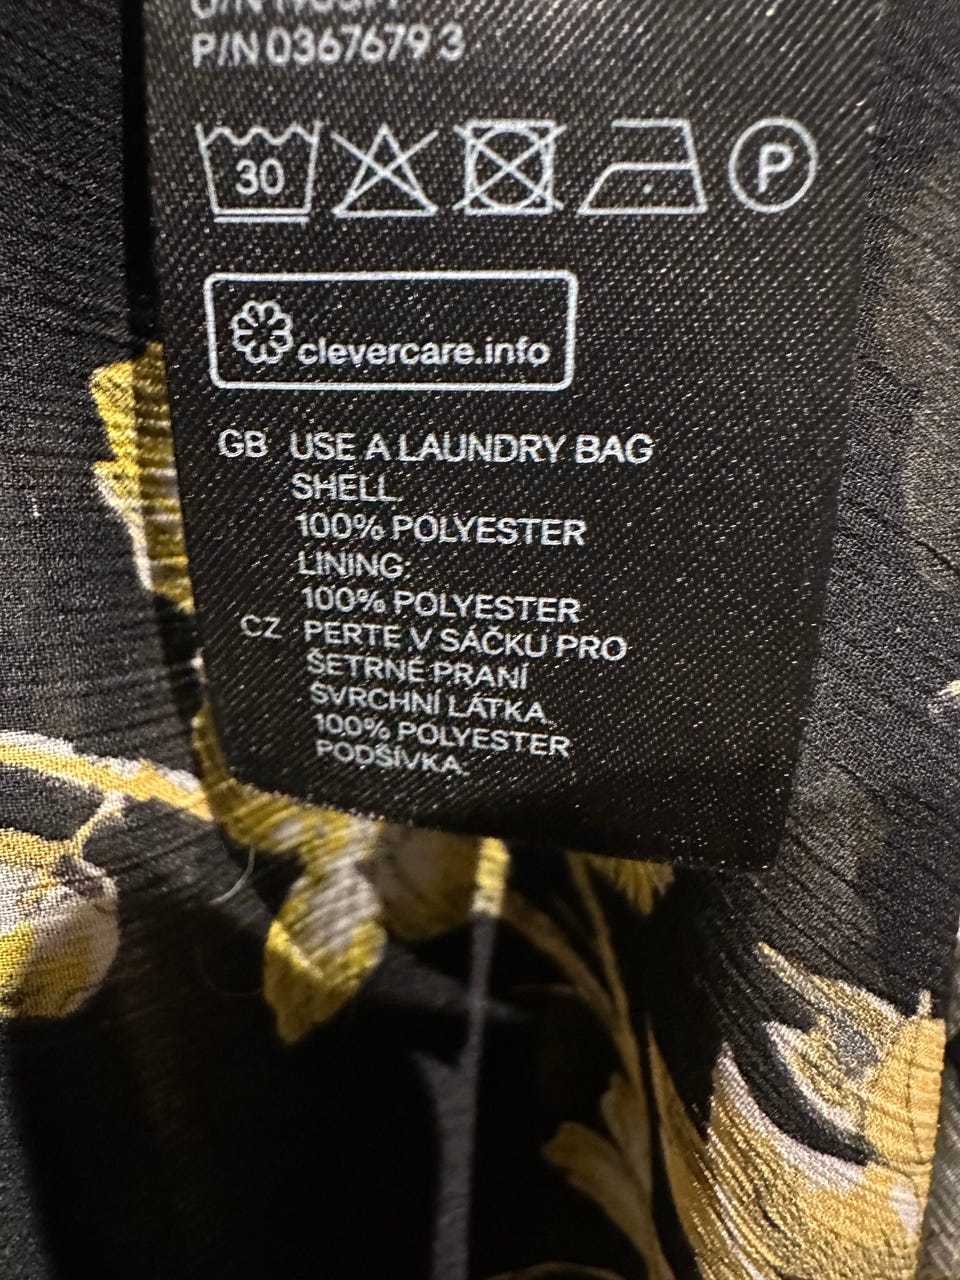 P/N 0367679 3
30
P
clevercare.info
GB USE A LAUNDRY BAG
SHELL
100% POLYESTER
LINING:
100% POLYESTER
CZ PERTE V SÁČKU PRO
ŠETRNÉ PRANÍ
SVRCHNÍ LÁTKA
100% POLYESTER
PODŠÍVKA